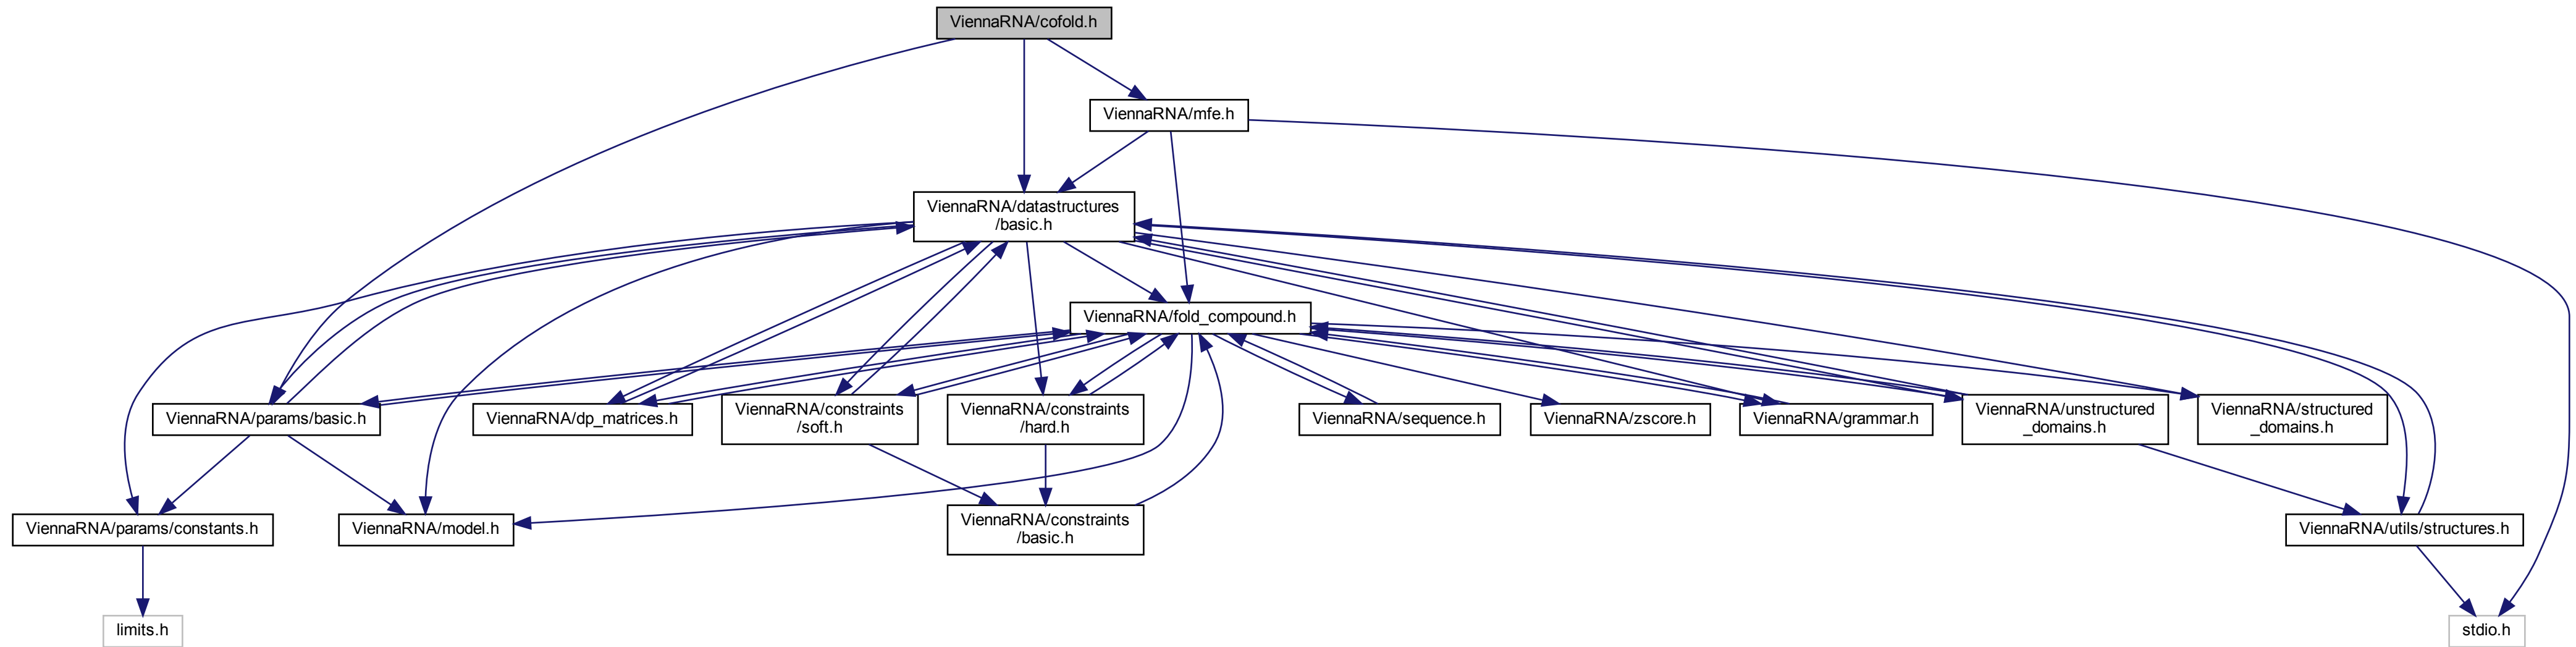 ViennaRNA/cofold.h
ViennaRNA/mfe.h
ViennaRNA/datastructures
/basic.h
ViennaRNA/fold_compound.h
ViennaRNA/params/basic.h
ViennaRNA/dp_matrices.h
ViennaRNA/constraints
/soft.h
ViennaRNA/constraints
/hard.h
ViennaRNA/sequence.h
ViennaRNA/zscore.h
ViennaRNA/grammar.h
ViennaRNA/unstructured
_domains.h
ViennaRNA/structured
_domains.h
ViennaRNA/params/constants.h
ViennaRNA/model.h
ViennaRNA/constraints
/basic.h
ViennaRNA/utils/structures.h
limits.h
stdio.h